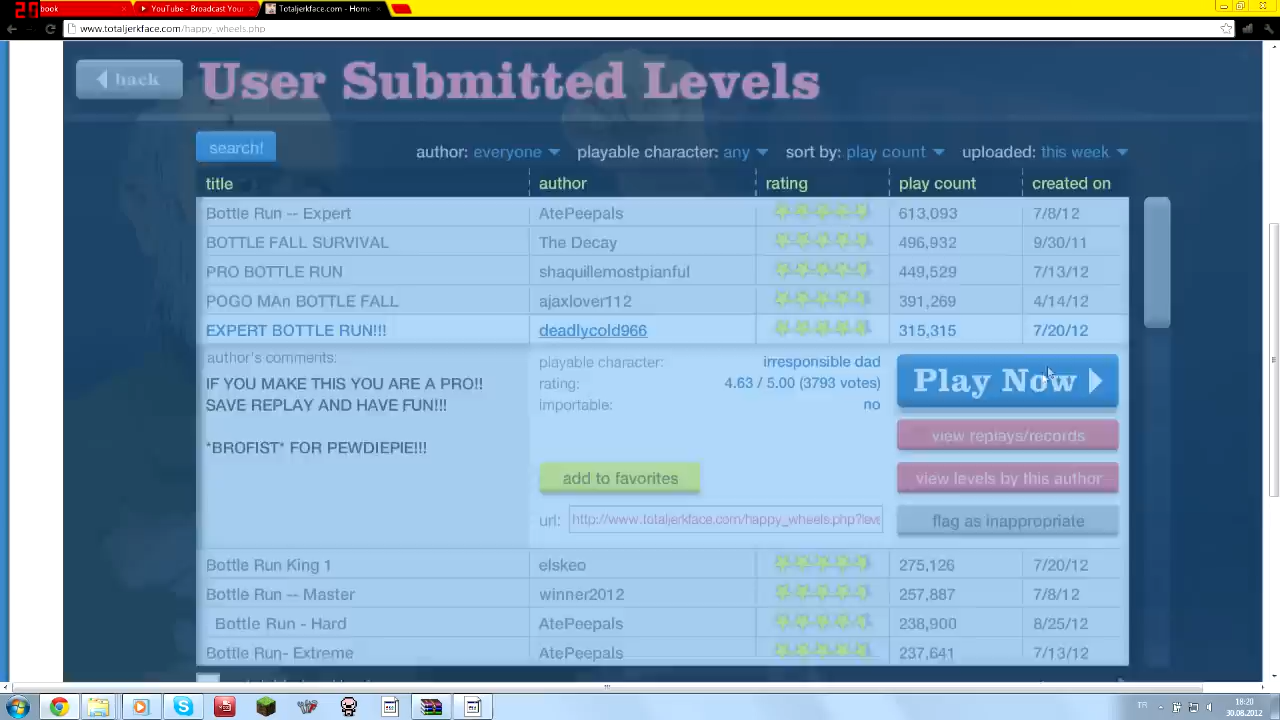 29
book
YouTube - Broadcast Your
Totaljerkface.com - Home
www.totaljerkface.com/happy_wheels.php
back
User Submitted Levels
search!
author: everyone
playable character: any
sort by: play count
uploaded: this week
title author rating play count created on
Bottle Run -- Expert AtePeepals 613,093 7/8/12
BOTTLE FALL SURVIVAL The Decay 496,932 9/30/11
PRO BOTTLE RUN shaquillemostpianful 449,529 7/13/12
POGO MAn BOTTLE FALL ajaxlover112 391,269 4/14/12
EXPERT BOTTLE RUN!!! deadlycold966 315,315 7/20/12
author's comments:
IF YOU MAKE THIS YOU ARE A PRO!!
SAVE REPLAY AND HAVE FUN!!!
*BROFIST* FOR PEWDIEPIE!!!
playable character: irresponsible dad
rating: 4.63 / 5.00 (3793 votes)
importable: no
add to favorites
url: http://www.totaljerkface.com/happy_wheels.php?leve
Play Now
view replays/records
view levels by this author
flag as inappropriate
Bottle Run King 1 elskeo 275,126 7/20/12
Bottle Run -- Master winner2012 257,887 7/8/12
Bottle Run - Hard AtePeepals 238,900 8/25/12
Bottle Run- Extreme AtePeepals 237,641 7/13/12
TR
18:20
30.08.2012